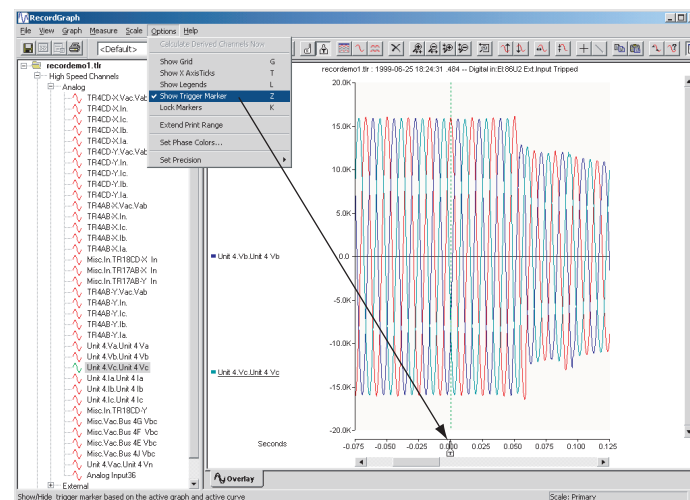 RecordGraph
File View Graph Measure Scale Options Help
<Default>
Calculate Derived Channels Now
Show Grid G
Show X AxisTicks T
Show Legends L
Show Trigger Marker Z
Lock Markers K
Extend Print Range
Set Phase Colors...
Set Precision
recordemo1.tlr
High Speed Channels
Analog
TR4CD-X.Vac.Vab
TR4CD-X.In.
TR4CD-X.Ic.
TR4CD-X.Ib.
TR4CD-X.Ia.
TR4CD-Y.Vac.Vab
TR4CD-Y.In.
TR4CD-Y.Ic.
TR4CD-Y.Ib.
TR4CD-Y.Ia.
TR4AB-X.Vac.Vab
TR4AB-X.In.
TR4AB-X.Ic.
TR4AB-X.Ib.
TR4AB-X.Ia.
Misc.In.TR18CD-X In
Misc.In.TR17AB-X In
Misc.In.TR17AB-Y In
TR4AB-Y.Vac.Vab
TR4AB-Y.In.
TR4AB-Y.Ic.
TR4AB-Y.Ib.
TR4AB-Y.Ia.
Unit 4.Va.Unit 4 Va
Unit 4.Vb.Unit 4 Vb
Unit 4.Vc.Unit 4 Vc
Unit 4.Ia.Unit 4 Ia
Unit 4.Ib.Unit 4 Ib
Unit 4.Ic.Unit 4 Ic
Misc.In.TR18CD-Y
Misc.Vac.Bus 4G Vbc
Misc.Vac.Bus 4F Vbc
Misc.Vac.Bus 4E Vbc
Misc.Vac.Bus 4J Vbc
Unit 4.Vac.Unit 4 Vn
Analog Input36
External
recordemo1.tlr : 1999-06-25 18:24:31 .484 -- Digital in:El:86U2 Ext.Input Tripped
20.0K
15.0K
10.0K
5.0K
Unit 4.Vb.Unit 4 Vb
0.0
-5.0K
-10.0K
Unit 4.Vc.Unit 4 Vc
-15.0K
-20.0K
Seconds
-0.075 -0.050 -0.025 0.000 0.025 0.050 0.075 0.100 0.125
T
Overlay
Show/Hide trigger marker based on the active graph and active curve
Scale: Primary